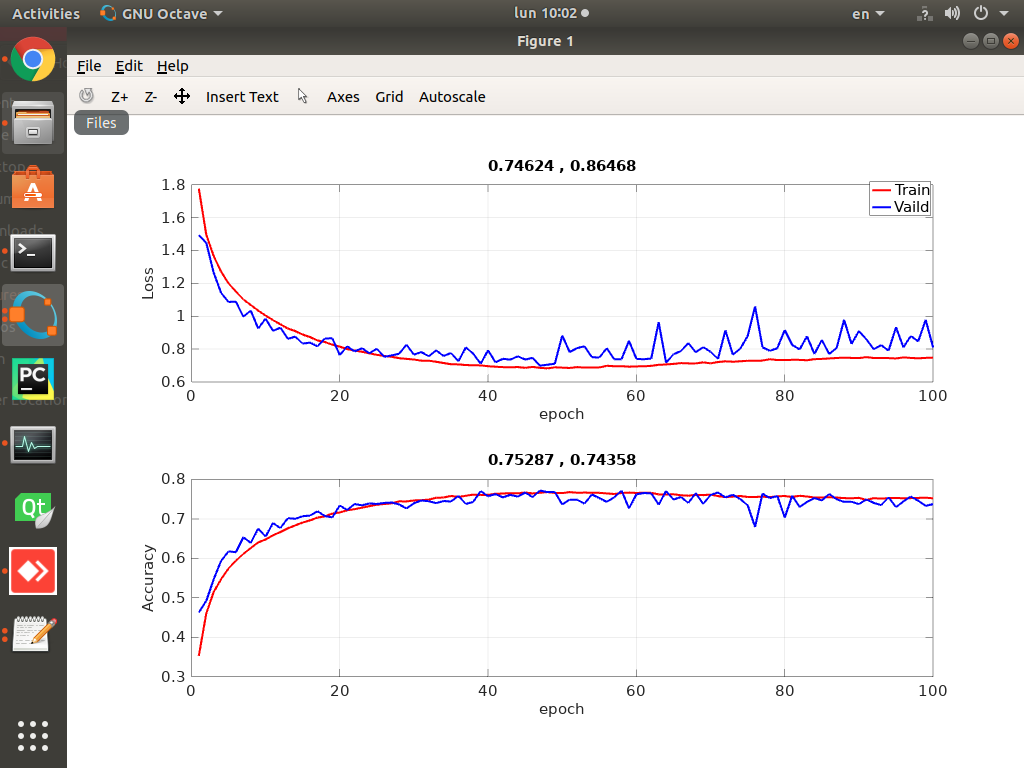 Activities GNU Octave lun 10:02 en
Figure 1
File Edit Help
Z+ Z- Insert Text Axes Grid Autoscale
Files
0.74624 , 0.86468
Train
Vaild
1.8
1.6
1.4
1.2
1
0.8
0.6
Loss
0 20 40 60 80 100
epoch
0.75287 , 0.74358
0.8
0.7
0.6
0.5
0.4
0.3
Accuracy
0 20 40 60 80 100
epoch
PC
Qt